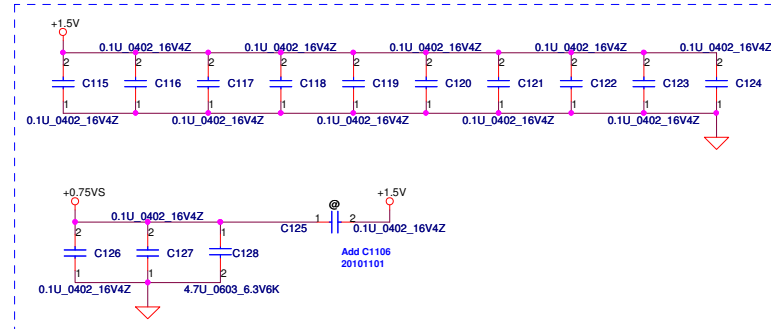 +1.5V
0.1U_0402_16V4Z 0.1U_0402_16V4Z 0.1U_0402_16V4Z 0.1U_0402_16V4Z 0.1U_0402_16V4Z
2 2 2 2 2 2 2 2 2 2
C115 C116 C117 C118 C119 C120 C121 C122 C123 C124
1 1 1 1 1 1 1 1 1 1
0.1U_0402_16V4Z 0.1U_0402_16V4Z 0.1U_0402_16V4Z 0.1U_0402_16V4Z 0.1U_0402_16V4Z
+0.75VS @ +1.5V
0.1U_0402_16V4Z 1 2
C125 0.1U_0402_16V4Z
2 2 1
C126 C127 C128
Add C1106
20101101
1 1 2
0.1U_0402_16V4Z 4.7U_0603_6.3V6K